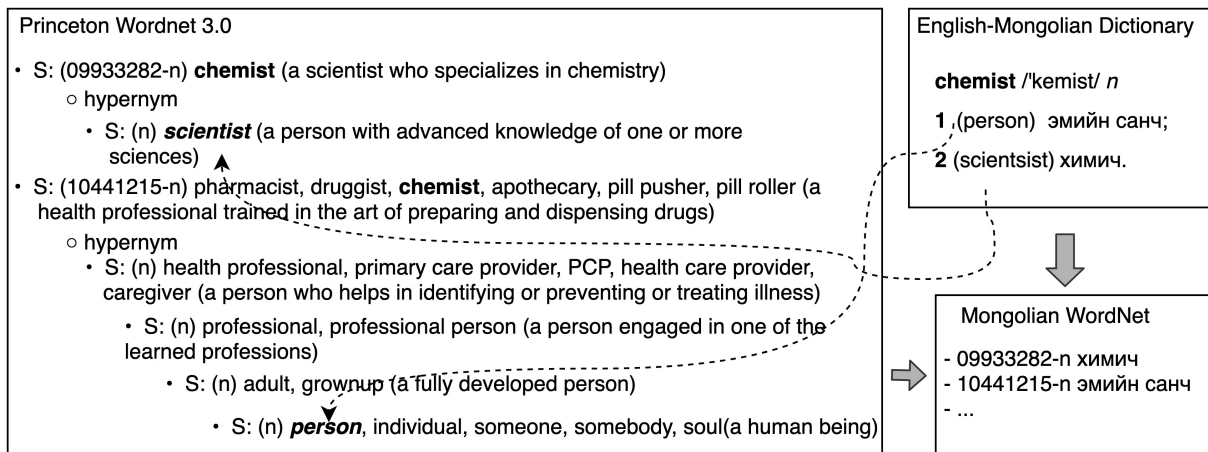 Princeton Wordnet 3.0
• S: (09933282-n) chemist (a scientist who specializes in chemistry)
○ hypernym
• S: (n) scientist (a person with advanced knowledge of one or more
sciences)
• S: (10441215-n) pharmacist, druggist, chemist, apothecary, pill pusher, pill roller (a
health professional trained in the art of preparing and dispensing drugs)
○ hypernym
• S: (n) health professional, primary care provider, PCP, health care provider,
caregiver (a person who helps in identifying or preventing or treating illness)
• S: (n) professional, professional person (a person engaged in one of the
learned professions)
• S: (n) adult, grownup (a fully developed person)
• S: (n) person, individual, someone, somebody, soul(a human being)
English-Mongolian Dictionary
chemist /'kemist/ n
1 (person) эмийн санч;
2 (scientsist) химич.
Mongolian WordNet
- 09933282-n химич
- 10441215-n эмийн санч
- ...